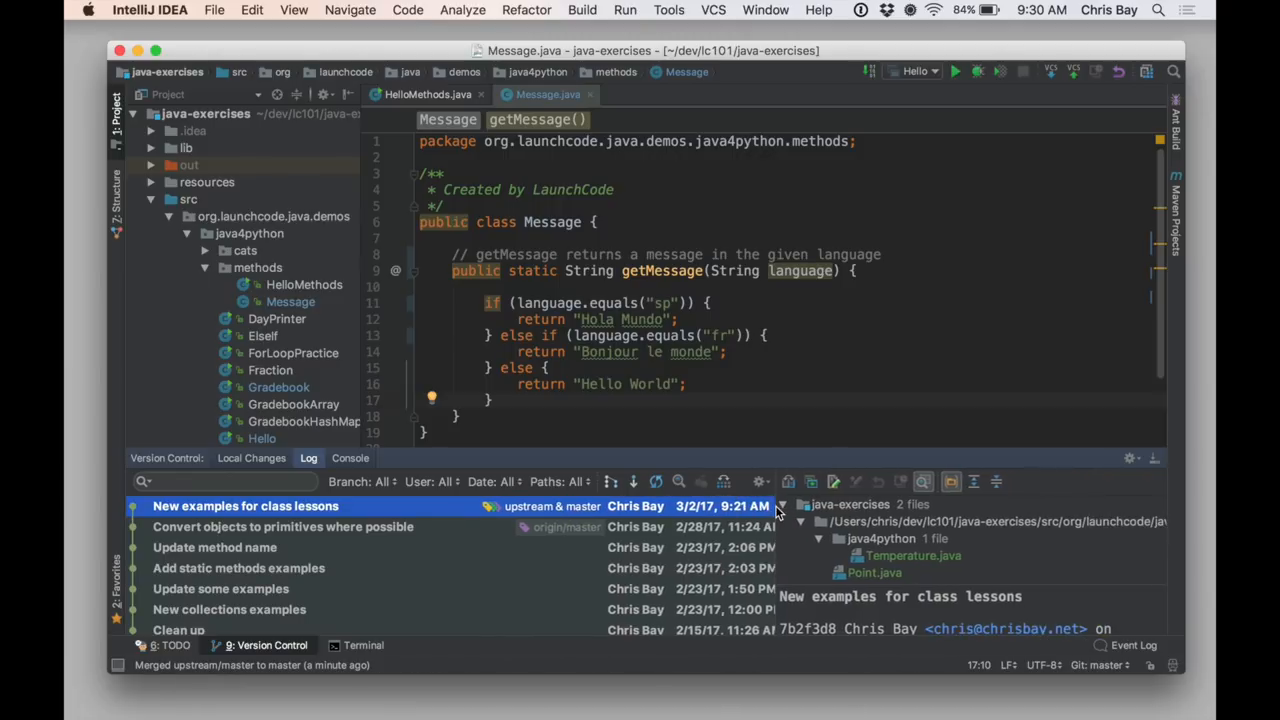 IntelliJ IDEA File Edit View Navigate Code Analyze Refactor Build Run Tools VCS Window Help 84% 9:30 AM Chris Bay
Message.java - java-exercises - [~/dev/lc101/java-exercises]
java-exercises src org launchcode java demos java4python methods Message Hello
Project HelloMethods.java Message.java
1: Project
7: Structure
2: Favorites
java-exercises ~/dev/lc101/java-e
.idea
lib
out
resources
src
org.launchcode.java.demos
java4python
cats
methods
HelloMethods
Message
DayPrinter
ElseIf
ForLoopPractice
Fraction
Gradebook
GradebookArray
GradebookHashMap
Hello
Message getMessage()
1 package org.launchcode.java.demos.java4python.methods;
2
3 /**
4 * Created by LaunchCode
5 */
6 public class Message {
7
8 // getMessage returns a message in the given language
9 @ public static String getMessage(String language) {
10
11 if (language.equals("sp")) {
12 return "Hola Mundo";
13 } else if (language.equals("fr")) {
14 return "Bonjour le monde";
15 } else {
16 return "Hello World";
17 }
18 }
19 }
Ant Build
Maven Projects
Version Control: Local Changes Log Console
Branch: All User: All Date: All Paths: All
New examples for class lessons upstream & master Chris Bay 3/2/17, 9:21 AM
Convert objects to primitives where possible origin/master Chris Bay 2/28/17, 11:24 AM
Update method name Chris Bay 2/23/17, 2:06 PM
Add static methods examples Chris Bay 2/23/17, 2:03 PM
Update some examples Chris Bay 2/23/17, 1:50 PM
New collections examples Chris Bay 2/23/17, 12:00 PM
Clean up Chris Bay 2/15/17, 11:26 AM
java-exercises 2 files
/Users/chris/dev/lc101/java-exercises/src/org/launchcode/jav
java4python 1 file
Temperature.java
Point.java
New examples for class lessons
7b2f3d8 Chris Bay <chris@chrisbay.net> on
6: TODO 9: Version Control Terminal Event Log
Merged upstream/master to master (a minute ago) 17:10 LF UTF-8 Git: master